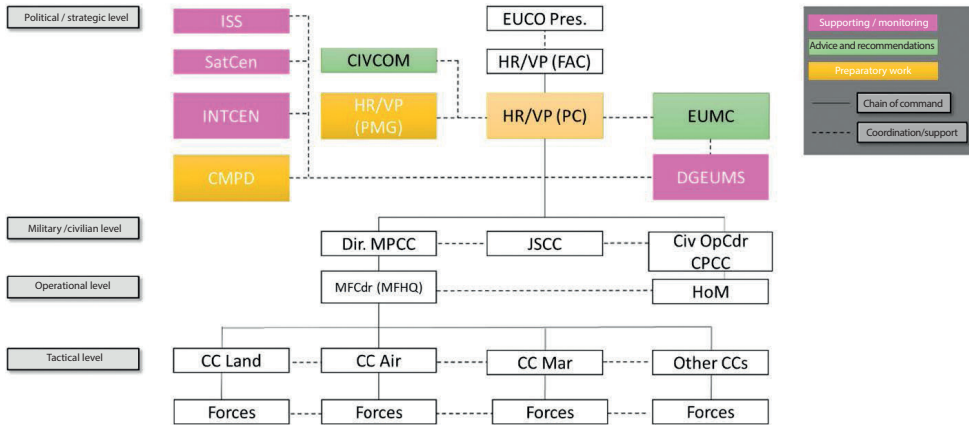 Political / strategic level
ISS
EUCO Pres.
Supporting / monitoring
SatCen
CIVCOM
HR/VP (FAC)
Advice and recommendations
Preparatory work
INTCEN
HR/VP
(PMG)
HR/VP (PC)
EUMC
Chain of command
Coordination/support
CMPD
DGEUMS
Military /civilian level
Dir. MPCC
JSCC
Civ OpCdr
CPCC
Operational level
MFCdr (MFHQ)
HoM
Tactical level
CC Land
CC Air
CC Mar
Other CCs
Forces
Forces
Forces
Forces